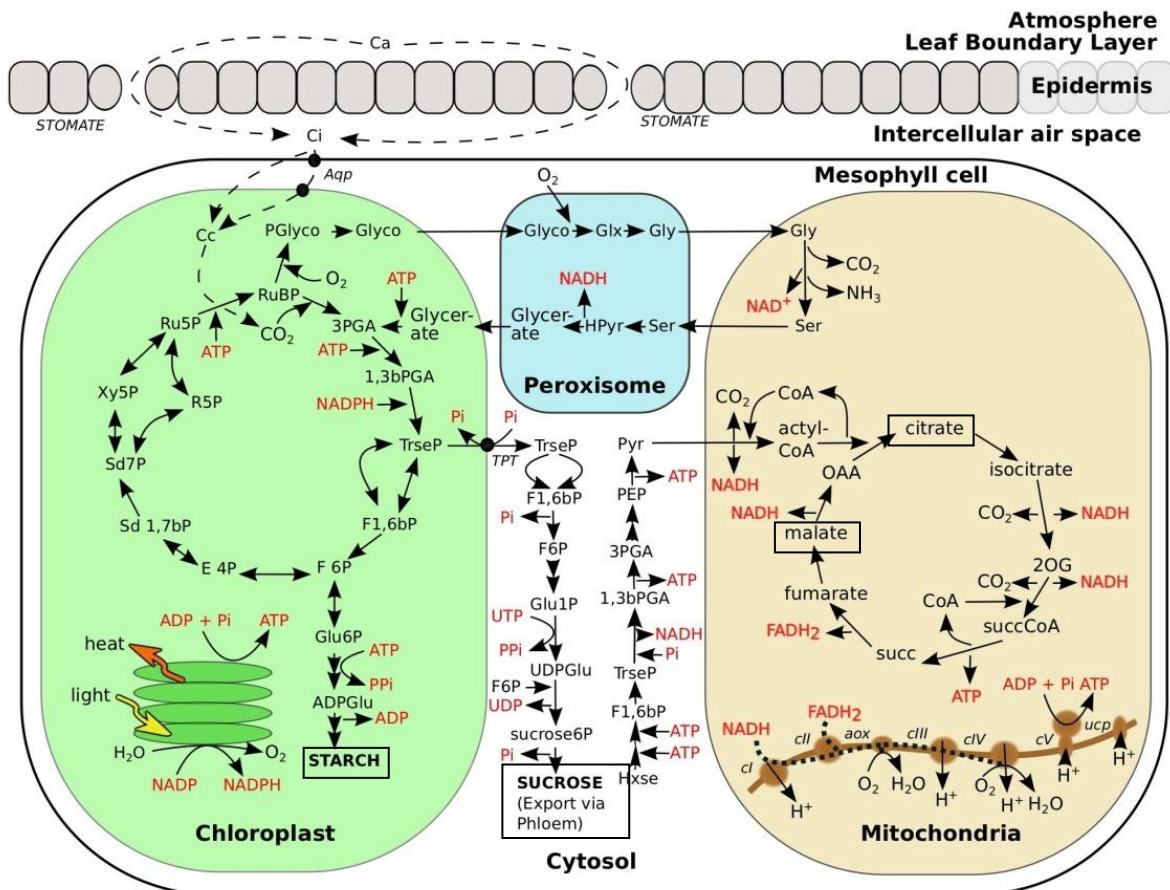 Atmosphere
Leaf Boundary Layer
Ca
Epidermis
STOMATE
STOMATE
Intercellular air space
Ci
Aqp
Mesophyll cell
O2
Cc
PGlyco
Glyco
Glyco
Glx
Gly
Gly
CO2
NH3
NAD+
Ser
O2
RuBP
ATP
NADH
Ru5P
CO2
3PGA
Glycer-
ate
Glycer-
ate
HPyr
Ser
ATP
ATP
1,3bPGA
Peroxisome
Xy5P
R5P
NADPH
CO2
CoA
Pi
Pi
TrseP
TPT
TrseP
Pyr
actyl-
CoA
citrate
Sd7P
OAA
isocitrate
NADH
ATP
F1,6bP
PEP
Sd 1,7bP
F1,6bP
Pi
NADH
malate
CO2
NADH
F6P
3PGA
E 4P
F 6P
ATP
2OG
CO2
NADH
fumarate
CoA
Glu1P
1,3bPGA
ADP + Pi
ATP
UTP
succCoA
FADH2
Glu6P
NADH
heat
ATP
PPi
Pi
succ
UDPGlu
TrseP
PPi
light
F6P
ADPGlu
ADP
UDP
F1,6bP
ATP
ADP + Pi
ATP
sucrose6P
ATP
NADH
FADH2
cII
aox
cIII
cIV
cV
ucp
H2O
O2
STARCH
Pi
Hxse
cI
H+
H+
NADP
NADPH
SUCROSE
(Export via
Phloem)
O2
H2O
H+
O2
H+
H2O
H+
Chloroplast
Mitochondria
Cytosol